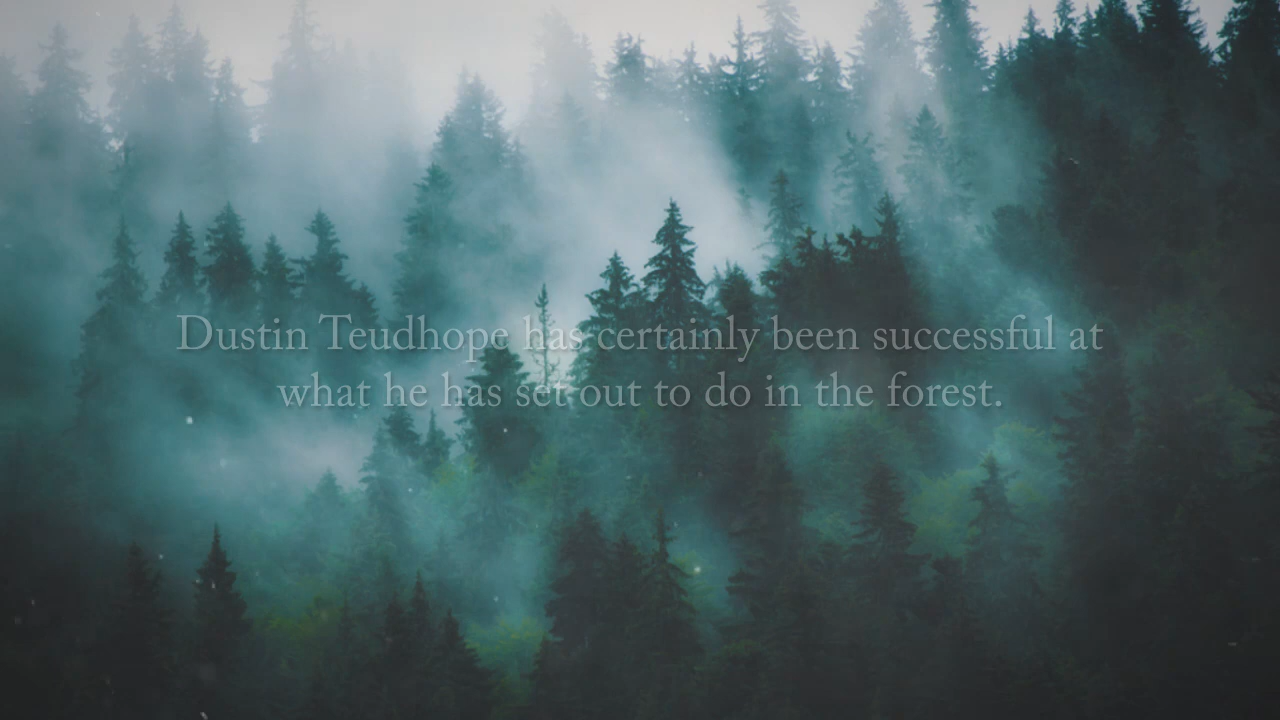 Dustin Teudhope has certainly been successful at
what he has set out to do in the forest.